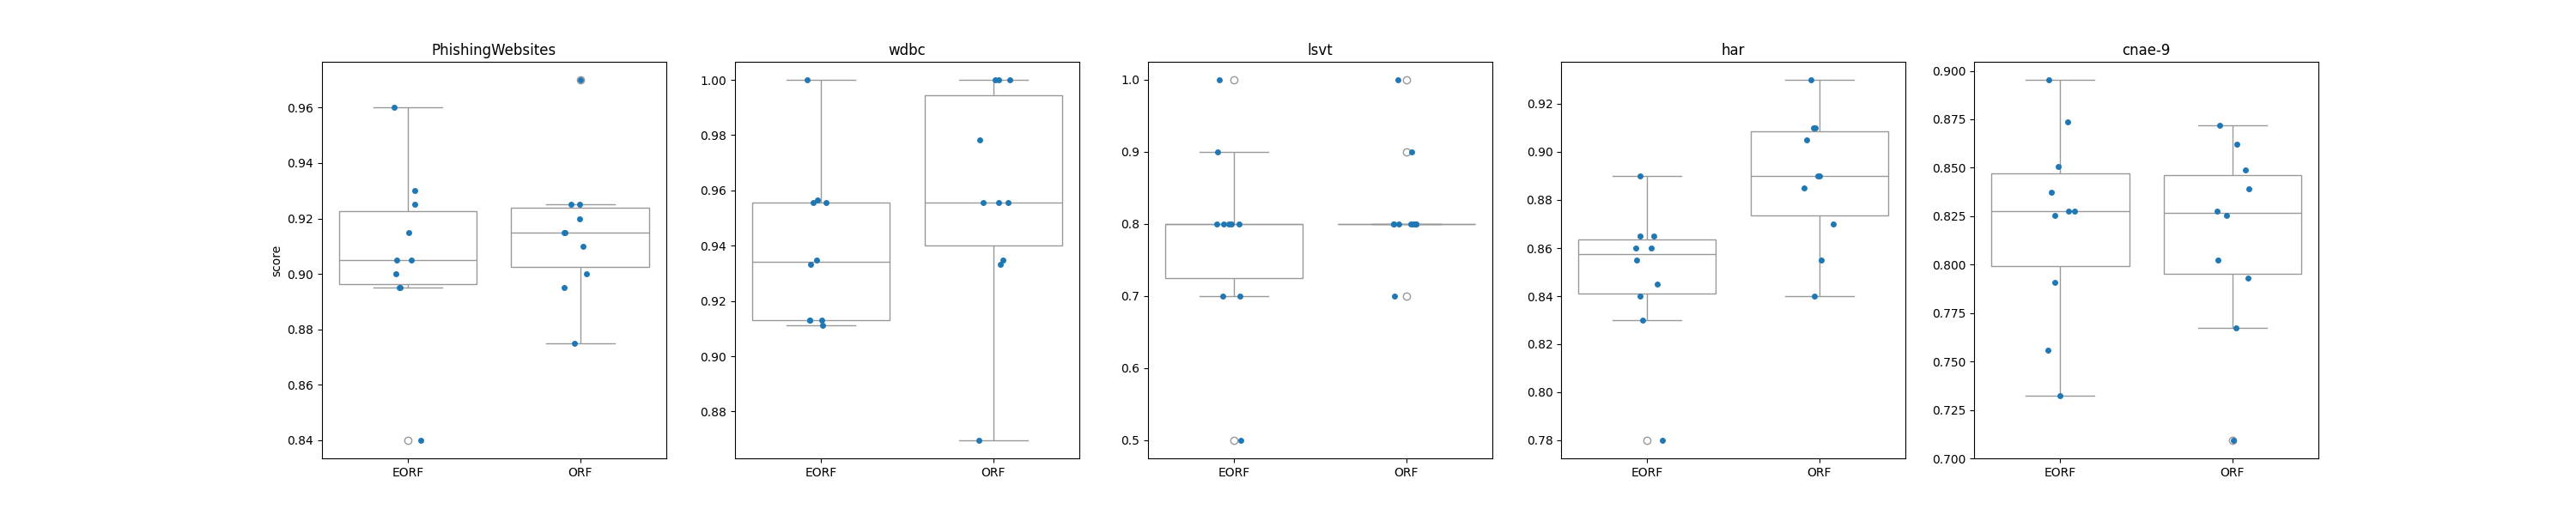 PhishingWebsites
0.96
0.94
0.92
0.90
0.88
0.86
0.84
score
EORF
ORF
wdbc
1.00
0.98
0.96
0.94
0.92
0.90
0.88
EORF
ORF
lsvt
1.0
0.9
0.8
0.7
0.6
0.5
EORF
ORF
har
0.92
0.90
0.88
0.86
0.84
0.82
0.80
0.78
EORF
ORF
cnae-9
0.900
0.875
0.850
0.825
0.800
0.775
0.750
0.725
0.700
EORF
ORF